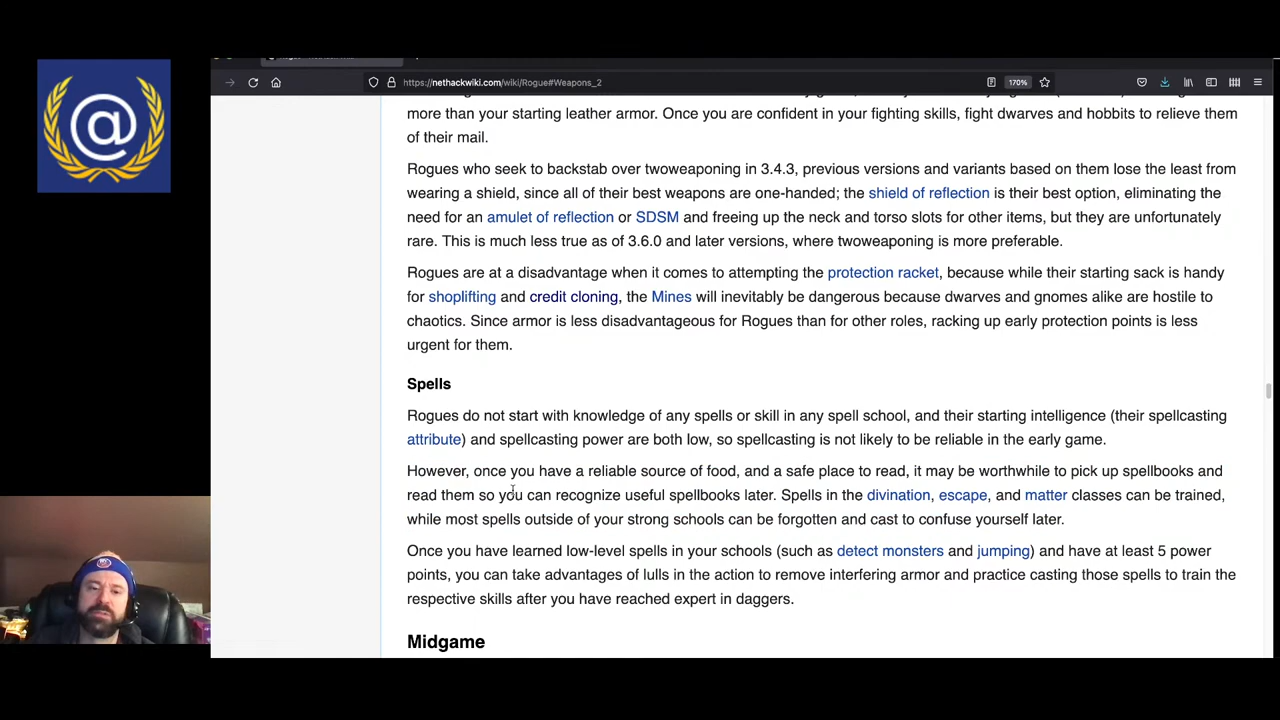 https://nethackwiki.com/wiki/Rogue#Weapons_2
170%
@
more than your starting leather armor. Once you are confident in your fighting skills, fight dwarves and hobbits to relieve them
of their mail.
Rogues who seek to backstab over twoweaponing in 3.4.3, previous versions and variants based on them lose the least from
wearing a shield, since all of their best weapons are one-handed; the shield of reflection is their best option, eliminating the
need for an amulet of reflection or SDSM and freeing up the neck and torso slots for other items, but they are unfortunately
rare. This is much less true as of 3.6.0 and later versions, where twoweaponing is more preferable.
Rogues are at a disadvantage when it comes to attempting the protection racket, because while their starting sack is handy
for shoplifting and credit cloning, the Mines will inevitably be dangerous because dwarves and gnomes alike are hostile to
chaotics. Since armor is less disadvantageous for Rogues than for other roles, racking up early protection points is less
urgent for them.
Spells
Rogues do not start with knowledge of any spells or skill in any spell school, and their starting intelligence (their spellcasting
attribute) and spellcasting power are both low, so spellcasting is not likely to be reliable in the early game.
However, once you have a reliable source of food, and a safe place to read, it may be worthwhile to pick up spellbooks and
read them so you can recognize useful spellbooks later. Spells in the divination, escape, and matter classes can be trained,
while most spells outside of your strong schools can be forgotten and cast to confuse yourself later.
Once you have learned low-level spells in your schools (such as detect monsters and jumping) and have at least 5 power
points, you can take advantages of lulls in the action to remove interfering armor and practice casting those spells to train the
respective skills after you have reached expert in daggers.
Midgame